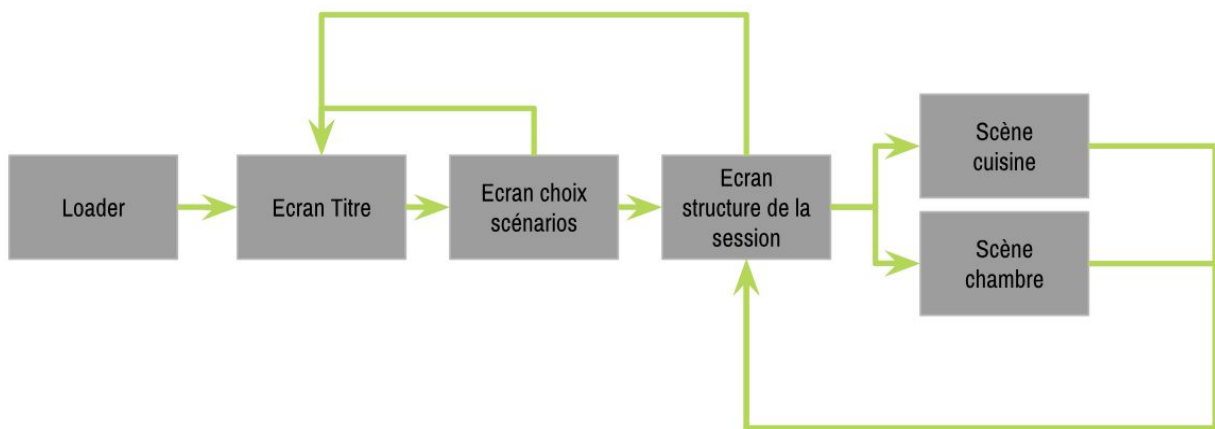 Loader
Ecran Titre
Ecran choix
scénarios
Ecran
structure de la
session
Scène
cuisine
Scène
chambre